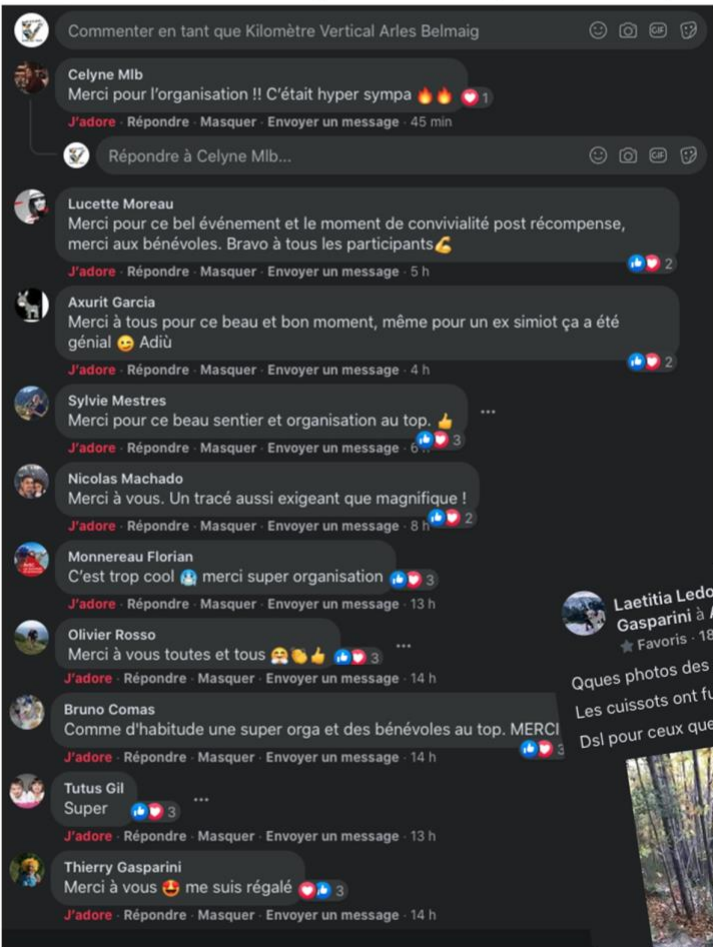 Commenter en tant que Kilomètre Vertical Arles Belmaig
GIF
Celyne Mlb
Merci pour l'organisation !! C'était hyper sympa 🔥🔥
1
J'adore · Répondre · Masquer · Envoyer un message · 45 min
Répondre à Celyne Mlb...
GIF
Lucette Moreau
Merci pour ce bel événement et le moment de convivialité post récompense,
merci aux bénévoles. Bravo à tous les participants💪
2
J'adore · Répondre · Masquer · Envoyer un message · 5 h
Axurit Garcia
Merci à tous pour ce beau et bon moment, même pour un ex simiot ça a été
génial 😉 Adiù
2
J'adore · Répondre · Masquer · Envoyer un message · 4 h
Sylvie Mestres
Merci pour ce beau sentier et organisation au top. 👍
3
J'adore · Répondre · Masquer · Envoyer un message · 6 h
Nicolas Machado
Merci à vous. Un tracé aussi exigeant que magnifique !
2
J'adore · Répondre · Masquer · Envoyer un message · 8 h
Monnereau Florian
C'est trop cool 🥶 merci super organisation
3
J'adore · Répondre · Masquer · Envoyer un message · 13 h
Olivier Rosso
Merci à vous toutes et tous 🤗👏👍
3
J'adore · Répondre · Masquer · Envoyer un message · 14 h
Bruno Comas
Comme d'habitude une super orga et des bénévoles au top. MERCI
3
J'adore · Répondre · Masquer · Envoyer un message · 14 h
Tutus Gil
Super
3
J'adore · Répondre · Masquer · Envoyer un message · 13 h
Thierry Gasparini
Merci à vous 🤩 me suis régalé
3
J'adore · Répondre · Masquer · Envoyer un message · 14 h
Laetitia Ledo
Gasparini à
Favoris · 18
Qques photos des
Les cuissots ont fu
Dsl pour ceux que